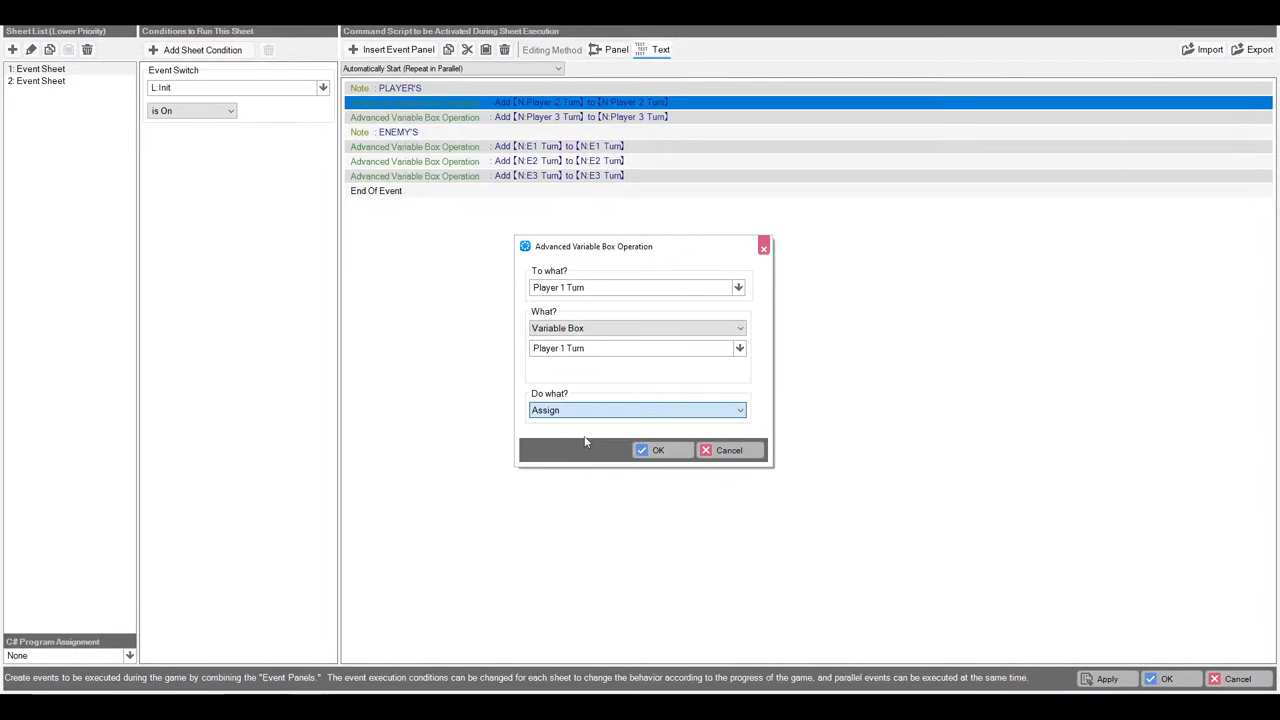 Sheet List (Lower Priority)
Conditions to Run This Sheet
Command Script to be Activated During Sheet Execution
Add Sheet Condition
Insert Event Panel
Editing Method
Panel
TEXT TEXT TEXT
Text
Import
Export
1: Event Sheet
2: Event Sheet
Event Switch
L:Init
is On
Automatically Start (Repeat in Parallel)
Note : PLAYER'S
Advanced Variable Box Operation : Add【N:Player 2 Turn】to【N:Player 2 Turn】
Advanced Variable Box Operation : Add【N:Player 3 Turn】to【N:Player 3 Turn】
Note : ENEMY'S
Advanced Variable Box Operation : Add【N:E1 Turn】to【N:E1 Turn】
Advanced Variable Box Operation : Add【N:E2 Turn】to【N:E2 Turn】
Advanced Variable Box Operation : Add【N:E3 Turn】to【N:E3 Turn】
End Of Event
Advanced Variable Box Operation
To what?
Player 1 Turn
What?
Variable Box
Player 1 Turn
Do what?
Assign
OK
Cancel
C# Program Assignment
None
Create events to be executed during the game by combining the "Event Panels." The event execution conditions can be changed for each sheet to change the behavior according to the progress of the game, and parallel events can be executed at the same time.
Apply
OK
Cancel